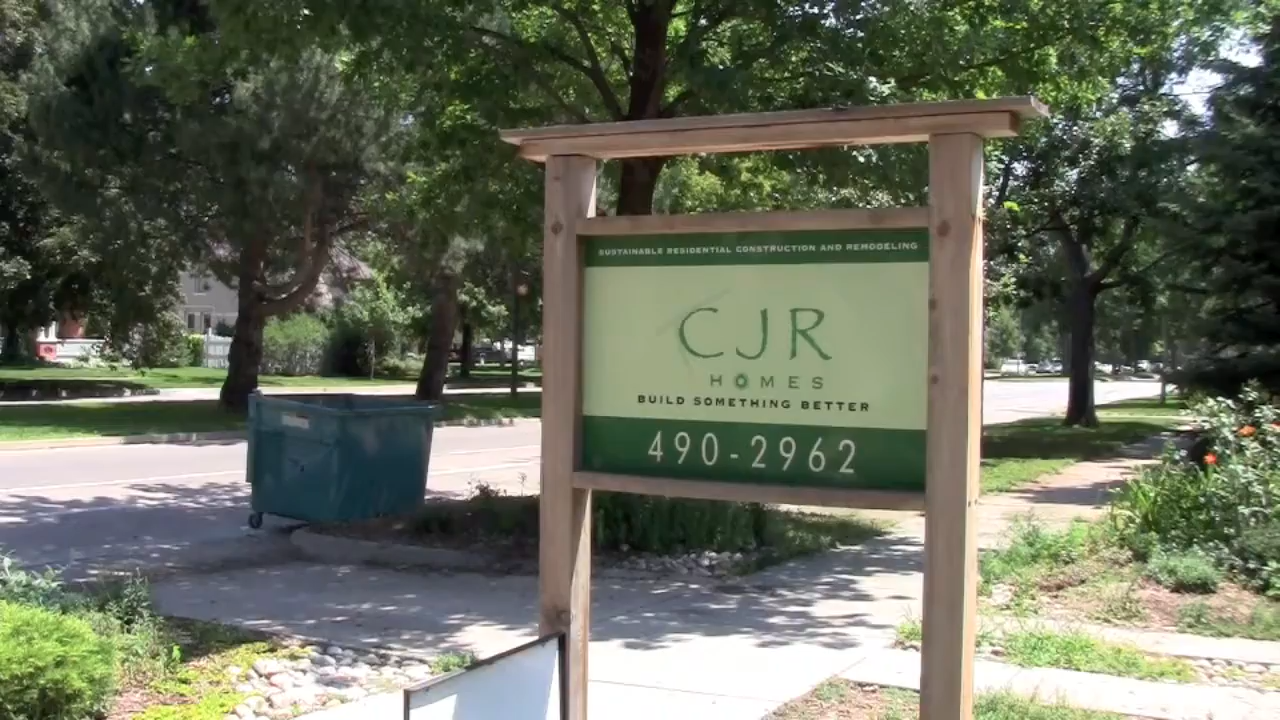 SUSTAINABLE RESIDENTIAL CONSTRUCTION AND REMODELING
CJR
HOMES
BUILD SOMETHING BETTER
490-2962